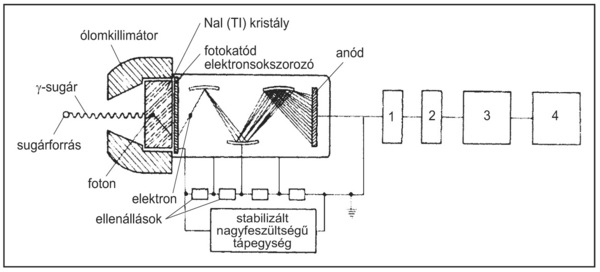 NaI (Tl) kristály
ólomkillimátor
fotokatód
elektronsokszorozó
anód
γ-sugár
sugárforrás
foton
elektron
ellenállások
1
2
3
4
stabilizált
nagyfeszültségű
tápegység